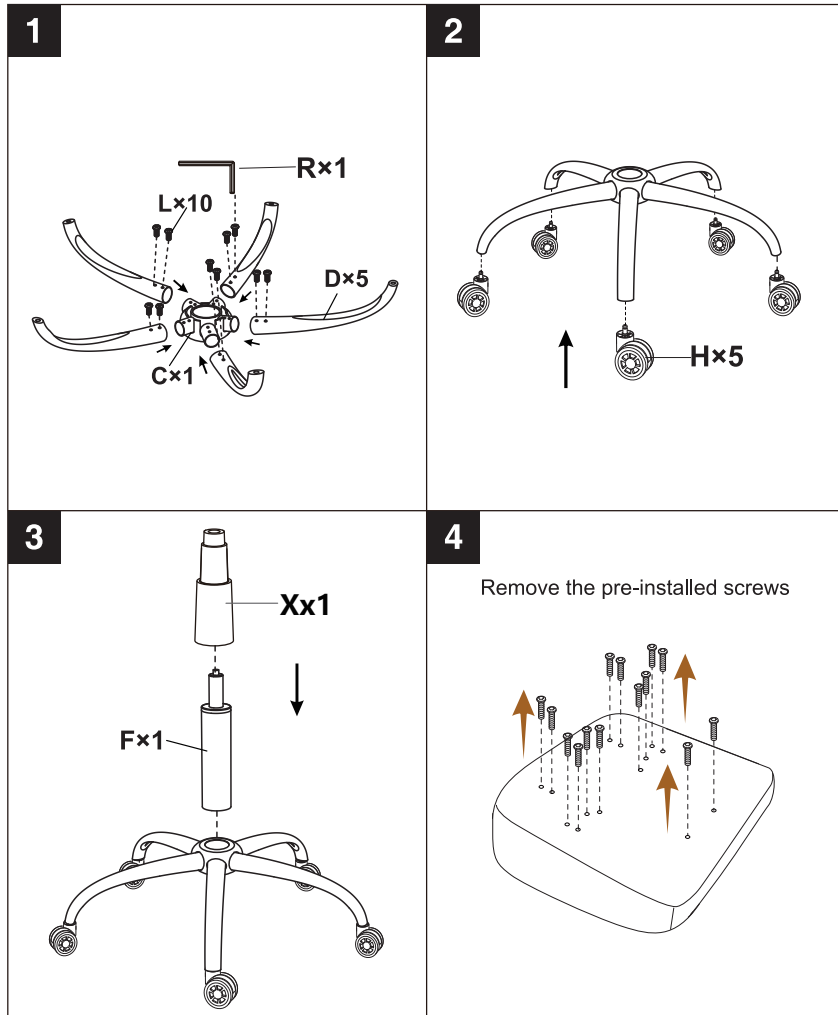 1
R×1
L×10
D×5
C×1
2
H×5
3
Xx1
F×1
4
Remove the pre-installed screws